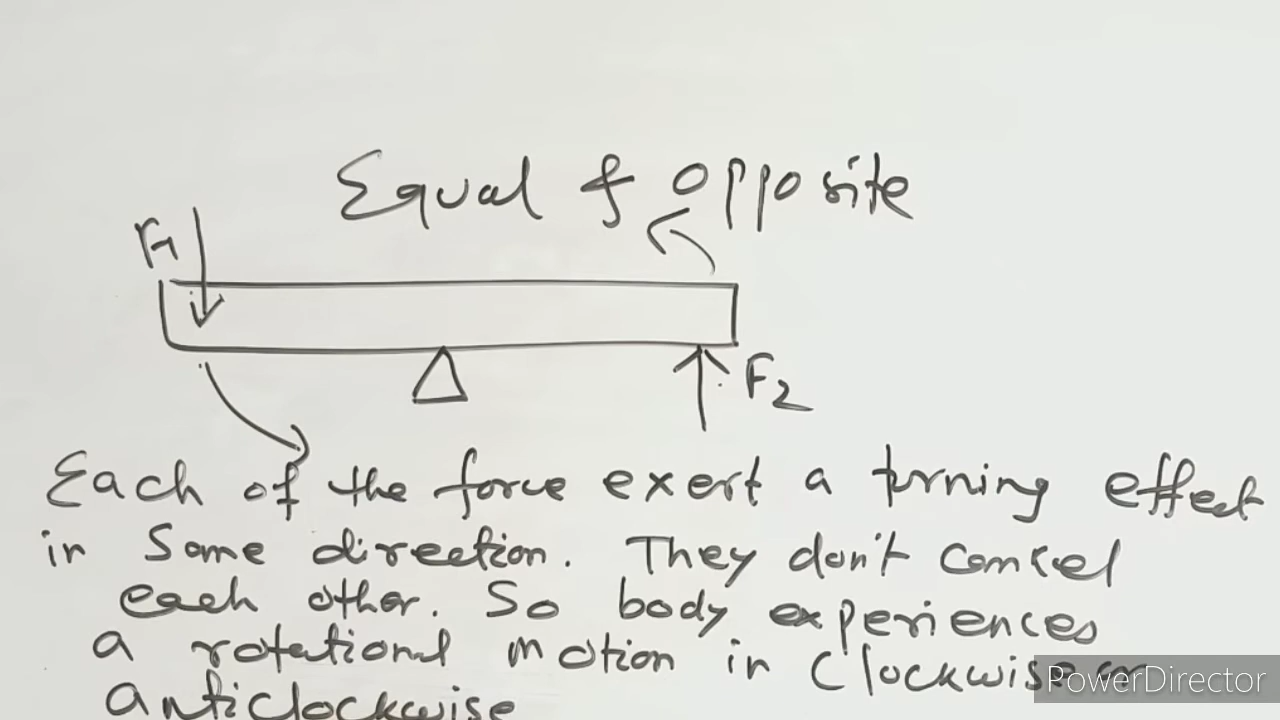 Equal & opposite
F1
F2
Each of the force exert a turning effect
in Same direction. They don't cancel
each other. So body experiences
a rotational motion in Clockwise or
anticlockwise
PowerDirector